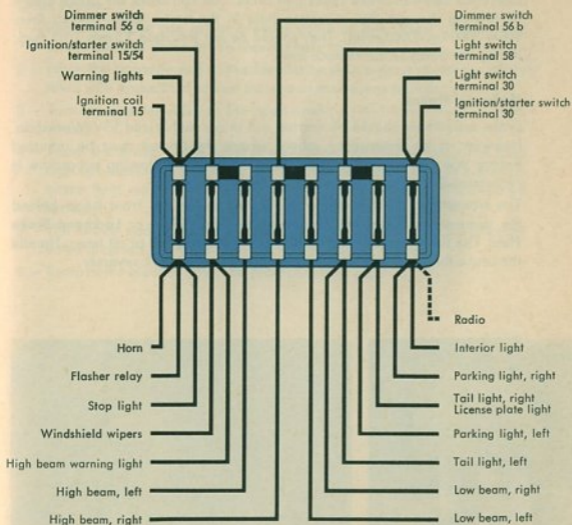 Dimmer switch
terminal 56 a
Ignition/starter switch
terminal 15/54
Warning lights
Ignition coil
terminal 15
Dimmer switch
terminal 56 b
Light switch
terminal 58
Light switch
terminal 30
Ignition/starter switch
terminal 30
Horn
Flasher relay
Stop light
Windshield wipers
High beam warning light
High beam, left
High beam, right
Radio
Interior light
Parking light, right
Tail light, right
License plate light
Parking light, left
Tail light, left
Low beam, right
Low beam, left